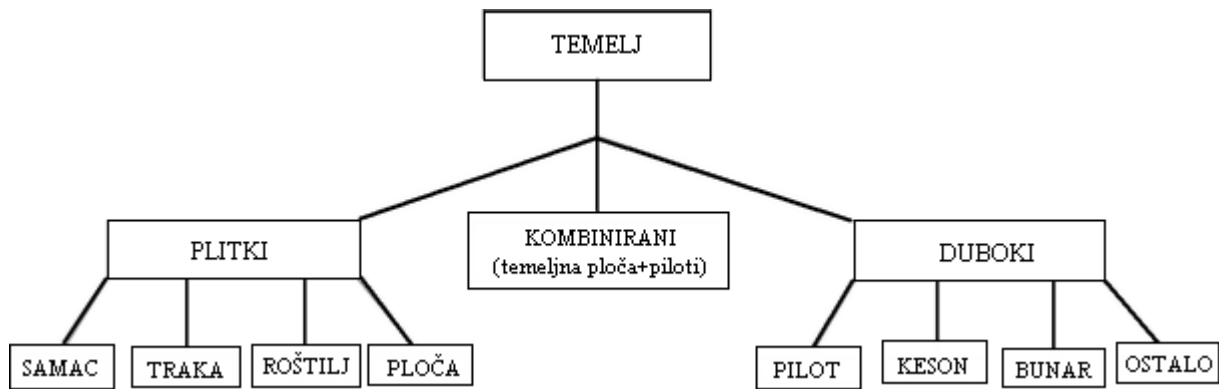 TEMELJ
PLITKI
KOMBINIRANI
(temeljna ploča+piloti)
DUBOKI
SAMAC
TRAKA
ROŠTILJ
PLOČA
PILOT
KESON
BUNAR
OSTALO